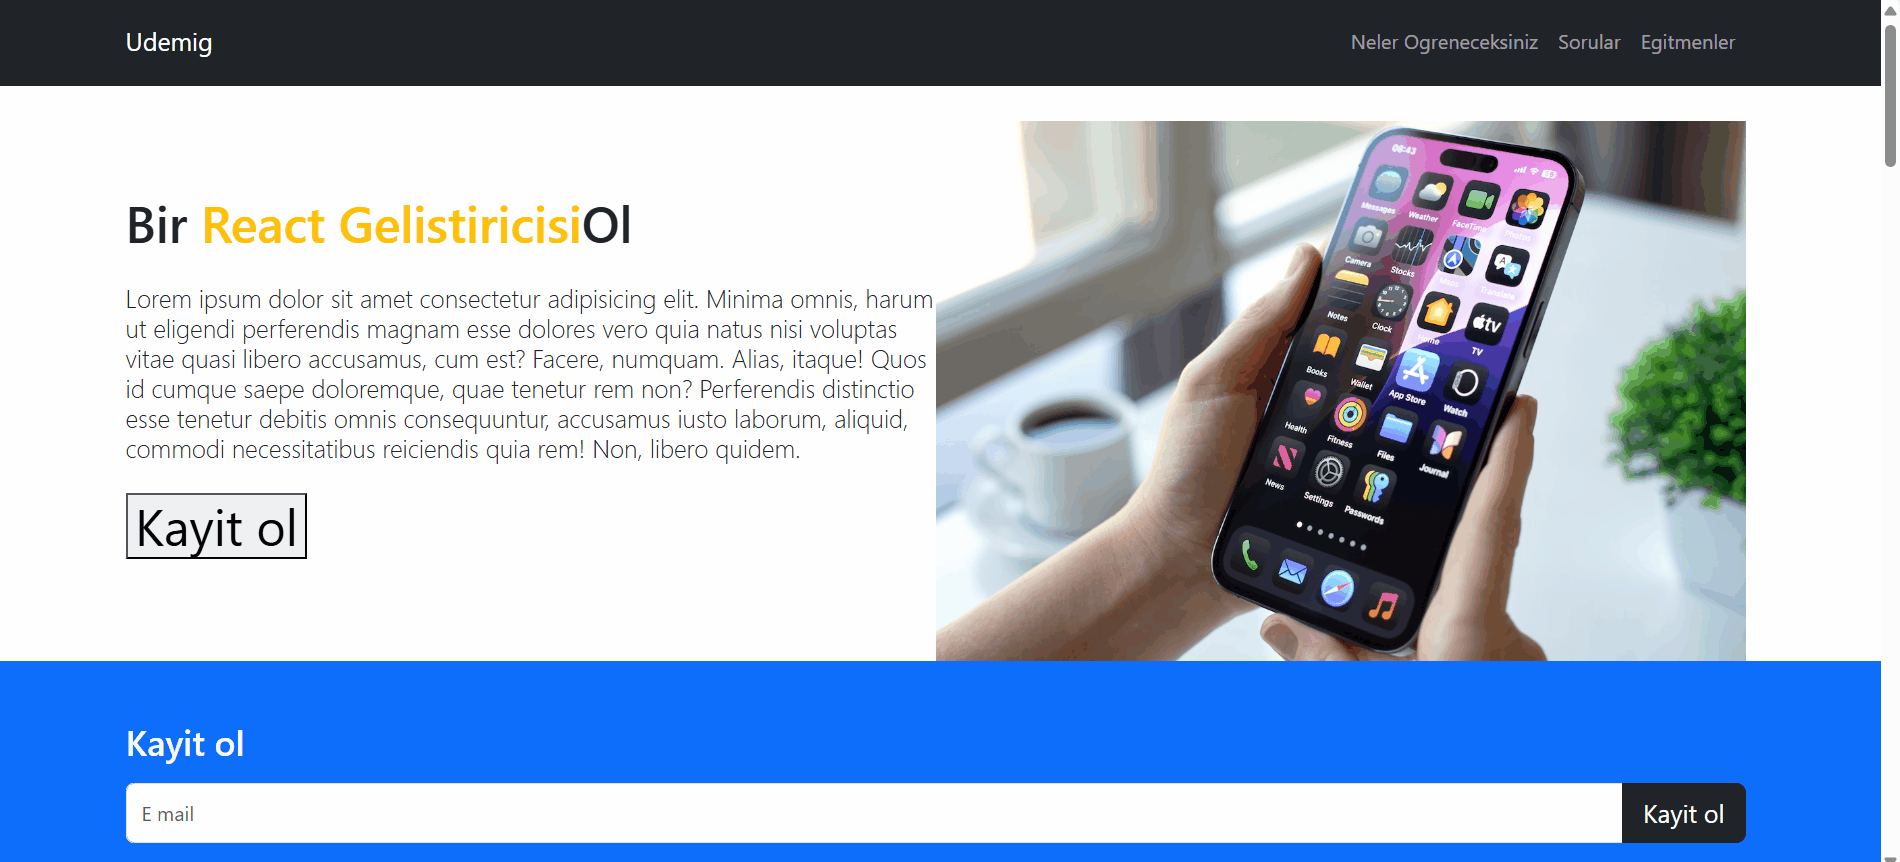 Udemig
Neler Ogreneceksiniz Sorular Egitmenler
Bir React GelistiricisiOl
Lorem ipsum dolor sit amet consectetur adipisicing elit. Minima omnis, harum
ut eligendi perferendis magnam esse dolores vero quia natus nisi voluptas
vitae quasi libero accusamus, cum est? Facere, numquam. Alias, itaque! Quos
id cumque saepe doloremque, quae tenetur rem non? Perferendis distinctio
esse tenetur debitis omnis consequuntur, accusamus iusto laborum, aliquid,
commodi necessitatibus reiciendis quia rem! Non, libero quidem.
Kayit ol
08:43
Messages Weather FaceTime Photos
Camera Stocks Maps Translate
Notes Clock Home TV
Books Wallet App Store Watch
Health Fitness Files Journal
News Settings Passwords
Kayit ol
E mail
Kayit ol